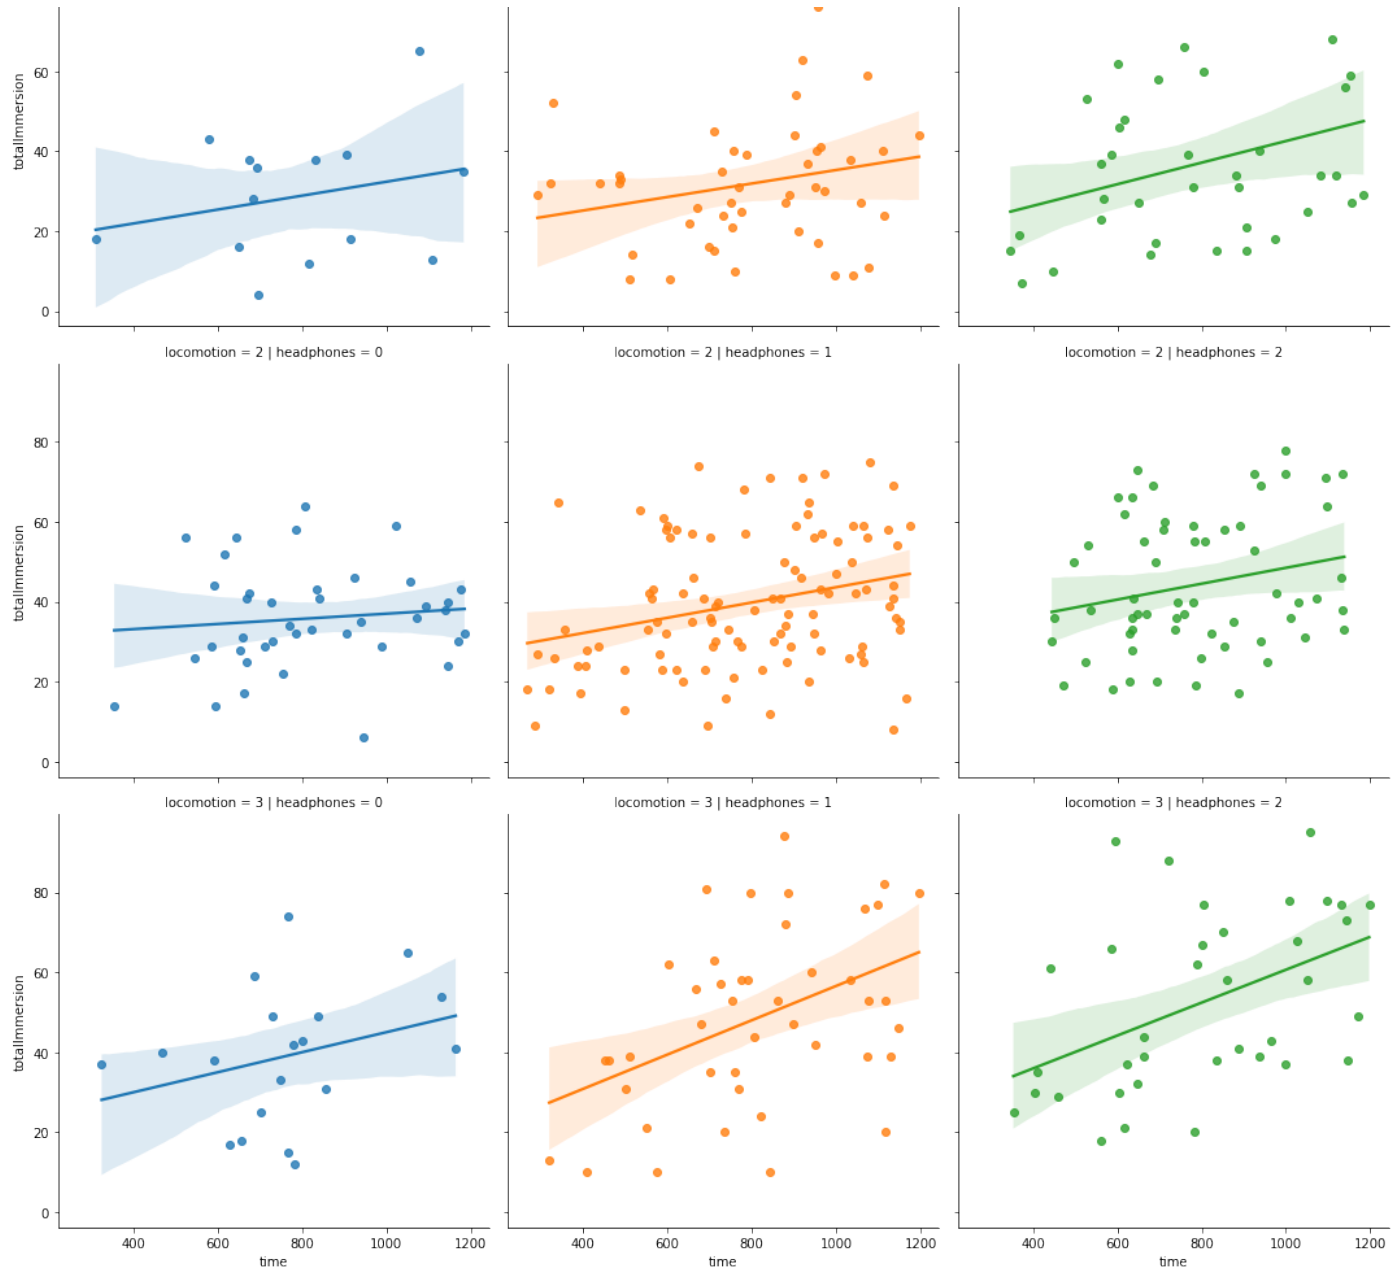 totalImmersion
60
40
20
0
locomotion = 2 | headphones = 0
locomotion = 2 | headphones = 1
locomotion = 2 | headphones = 2
totalImmersion
80
60
40
20
0
locomotion = 3 | headphones = 0
locomotion = 3 | headphones = 1
locomotion = 3 | headphones = 2
totalImmersion
80
60
40
20
0
400 600 800 1000 1200
400 600 800 1000 1200
400 600 800 1000 1200
time
time
time